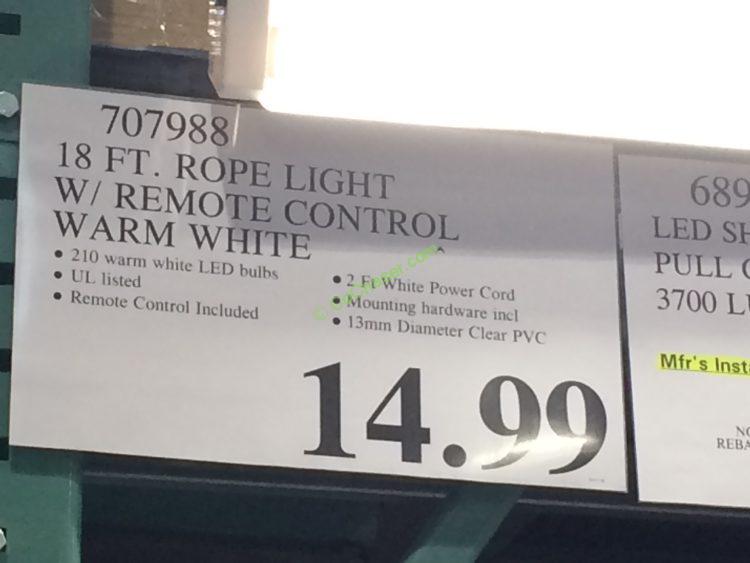 707988
18 FT. ROPE LIGHT
W/ REMOTE CONTROL
WARM WHITE
• 210 warm white LED bulbs
• UL listed
• Remote Control Included
• 2 Ft White Power Cord
• Mounting hardware incl
• 13mm Diameter Clear PVC
14.99
689
LED SH
PULL
3700 LU
Mfr's Inst
NO
REBA